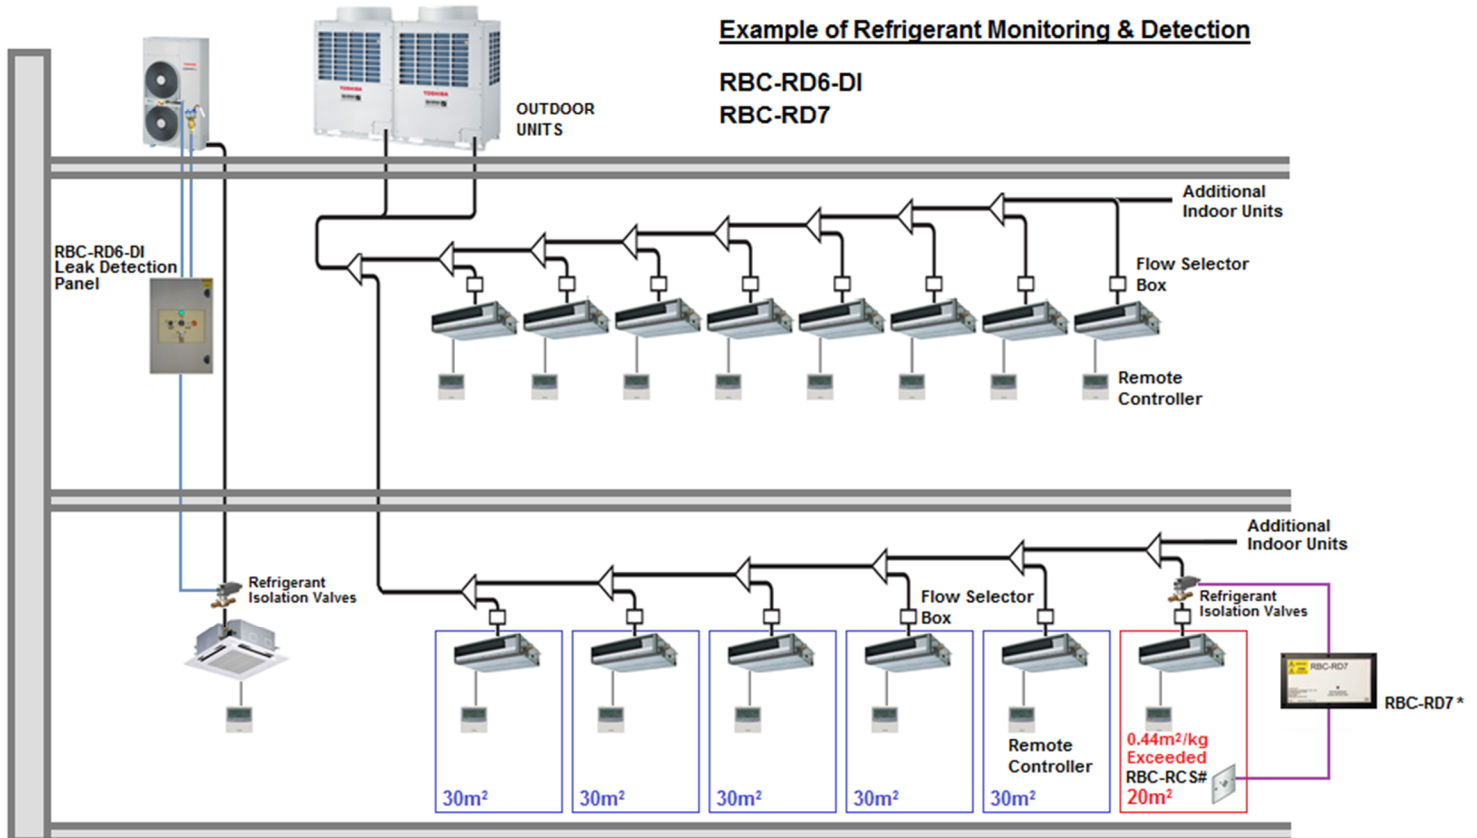 Example of Refrigerant Monitoring & Detection
RBC-RD6-DI
RBC-RD7
OUTDOOR
UNITS
TOSHIBA
TOSHIBA
Additional
Indoor Units
RBC-RD6-DI
Leak Detection
Panel
Flow Selector
Box
Remote
Controller
Additional
Indoor Units
Refrigerant
Isolation Valves
Flow Selector
Box
Refrigerant
Isolation Valves
RBC-RD7
RBC-RD7 *
Remote
Controller
0.44m²/kg
Exceeded
RBC-RCS#
30m²
30m²
30m²
30m²
30m²
20m²